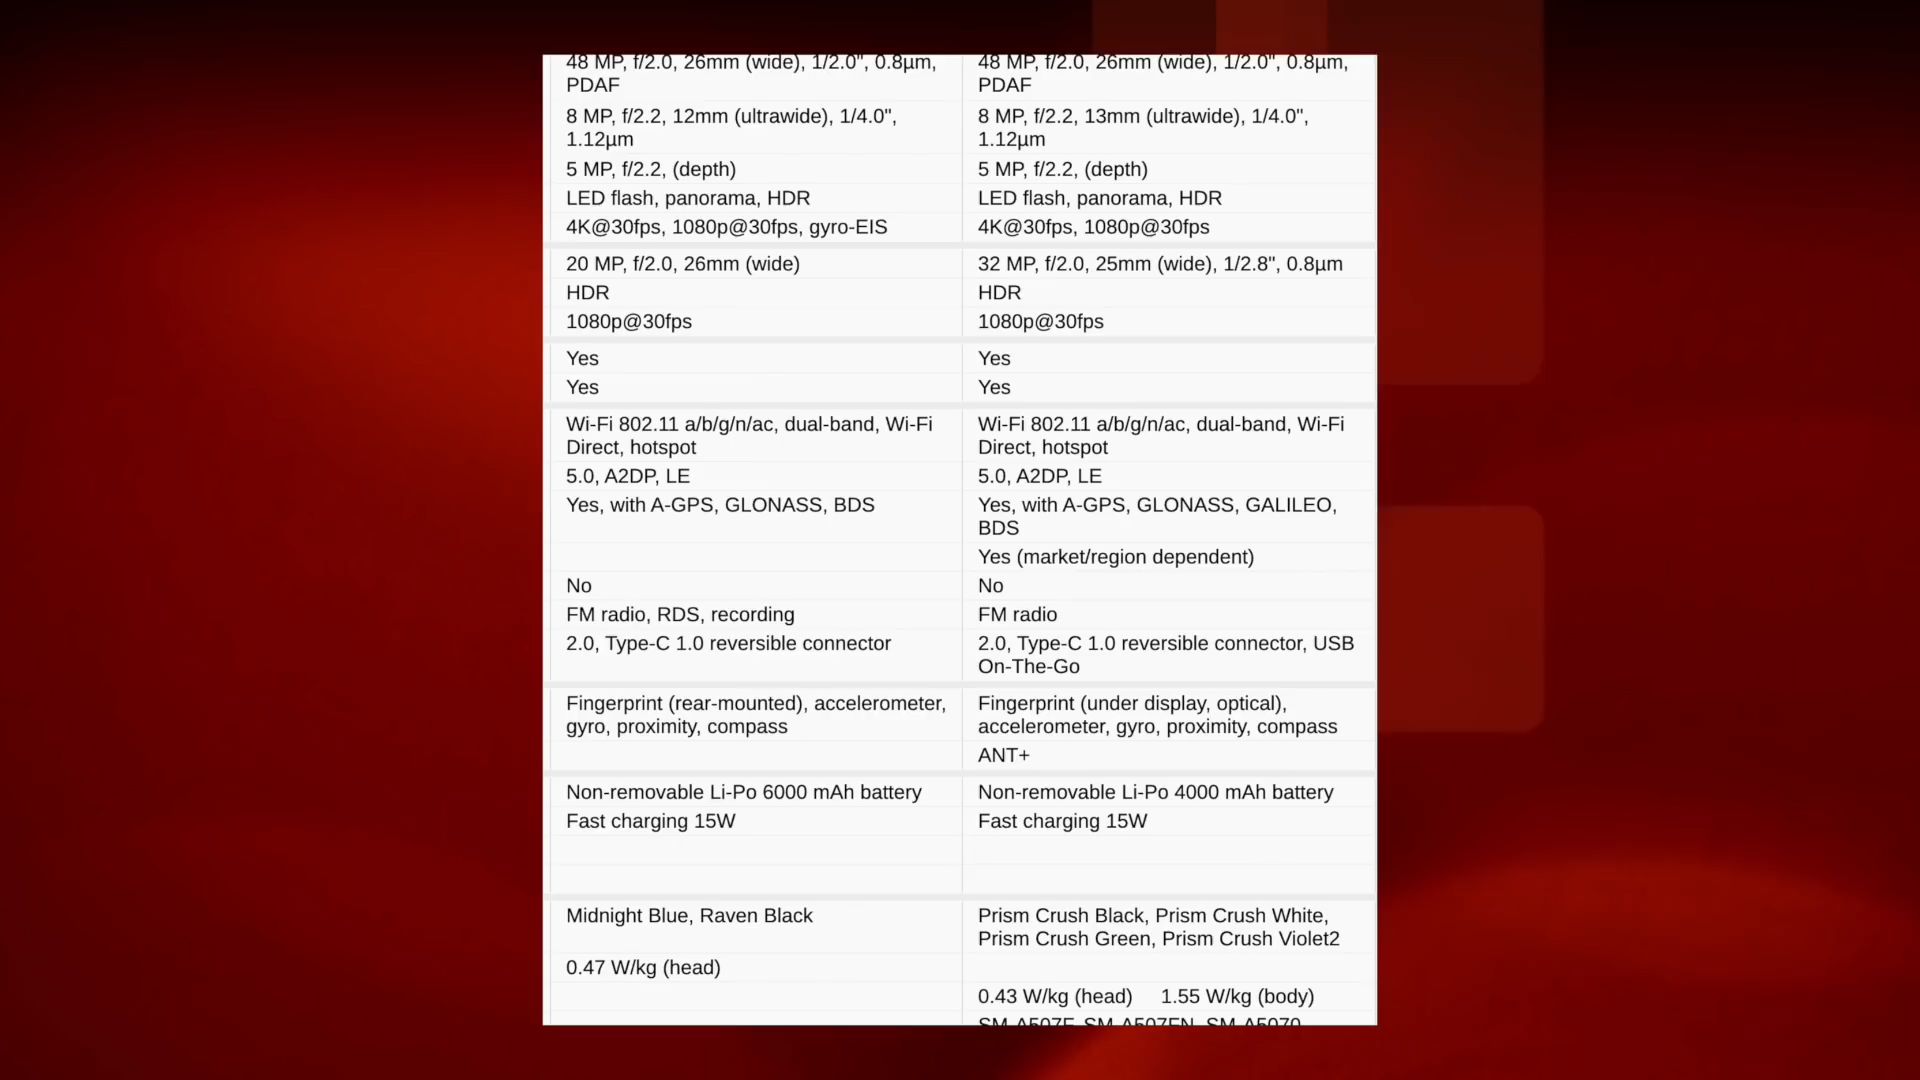 48 MP, f/2.0, 26mm (wide), 1/2.0", 0.8µm,
PDAF
48 MP, f/2.0, 26mm (wide), 1/2.0", 0.8µm,
PDAF
8 MP, f/2.2, 12mm (ultrawide), 1/4.0",
1.12µm
8 MP, f/2.2, 13mm (ultrawide), 1/4.0",
1.12µm
5 MP, f/2.2, (depth)
5 MP, f/2.2, (depth)
LED flash, panorama, HDR
LED flash, panorama, HDR
4K@30fps, 1080p@30fps, gyro-EIS
4K@30fps, 1080p@30fps
20 MP, f/2.0, 26mm (wide)
32 MP, f/2.0, 25mm (wide), 1/2.8", 0.8µm
HDR
HDR
1080p@30fps
1080p@30fps
Yes
Yes
Yes
Yes
Wi-Fi 802.11 a/b/g/n/ac, dual-band, Wi-Fi
Direct, hotspot
Wi-Fi 802.11 a/b/g/n/ac, dual-band, Wi-Fi
Direct, hotspot
5.0, A2DP, LE
5.0, A2DP, LE
Yes, with A-GPS, GLONASS, BDS
Yes, with A-GPS, GLONASS, GALILEO,
BDS
Yes (market/region dependent)
No
No
FM radio, RDS, recording
FM radio
2.0, Type-C 1.0 reversible connector
2.0, Type-C 1.0 reversible connector, USB
On-The-Go
Fingerprint (rear-mounted), accelerometer,
gyro, proximity, compass
Fingerprint (under display, optical),
accelerometer, gyro, proximity, compass
ANT+
Non-removable Li-Po 6000 mAh battery
Non-removable Li-Po 4000 mAh battery
Fast charging 15W
Fast charging 15W
Midnight Blue, Raven Black
Prism Crush Black, Prism Crush White,
Prism Crush Green, Prism Crush Violet2
0.47 W/kg (head)
0.43 W/kg (head) 1.55 W/kg (body)